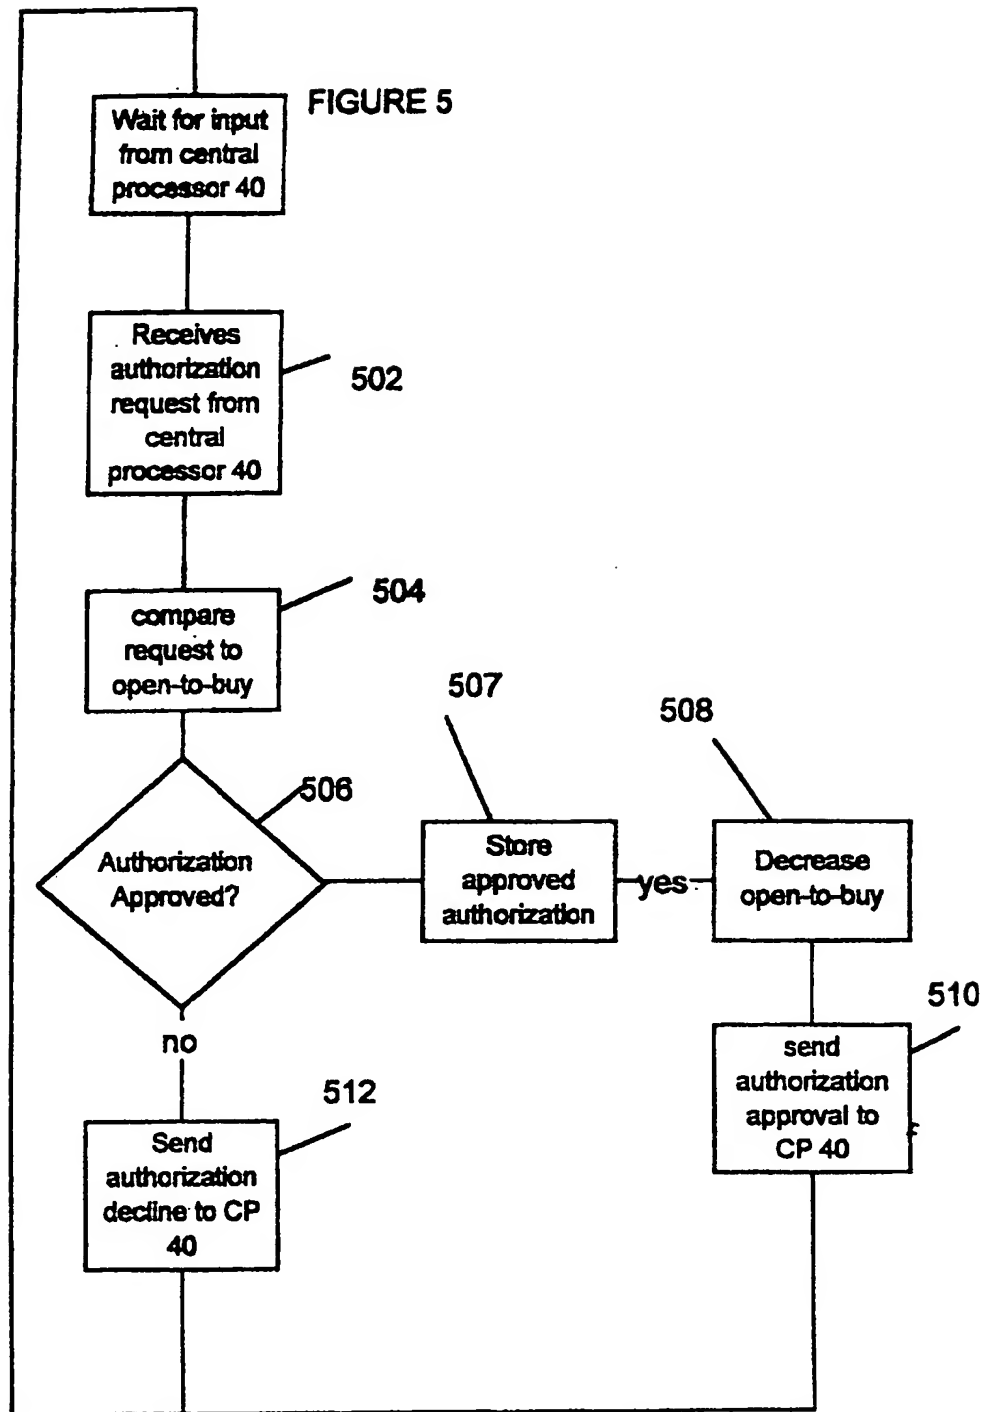 FIGURE 5
Wait for input
from central
processor 40
Receives
authorization
request from
central
processor 40
502
compare
request to
open-to-buy
504
Authorization
Approved?
506
507
Store
approved
authorization
yes
508
Decrease
open-to-buy
510
send
authorization
approval to
CP 40
no
512
Send
authorization
decline to CP
40